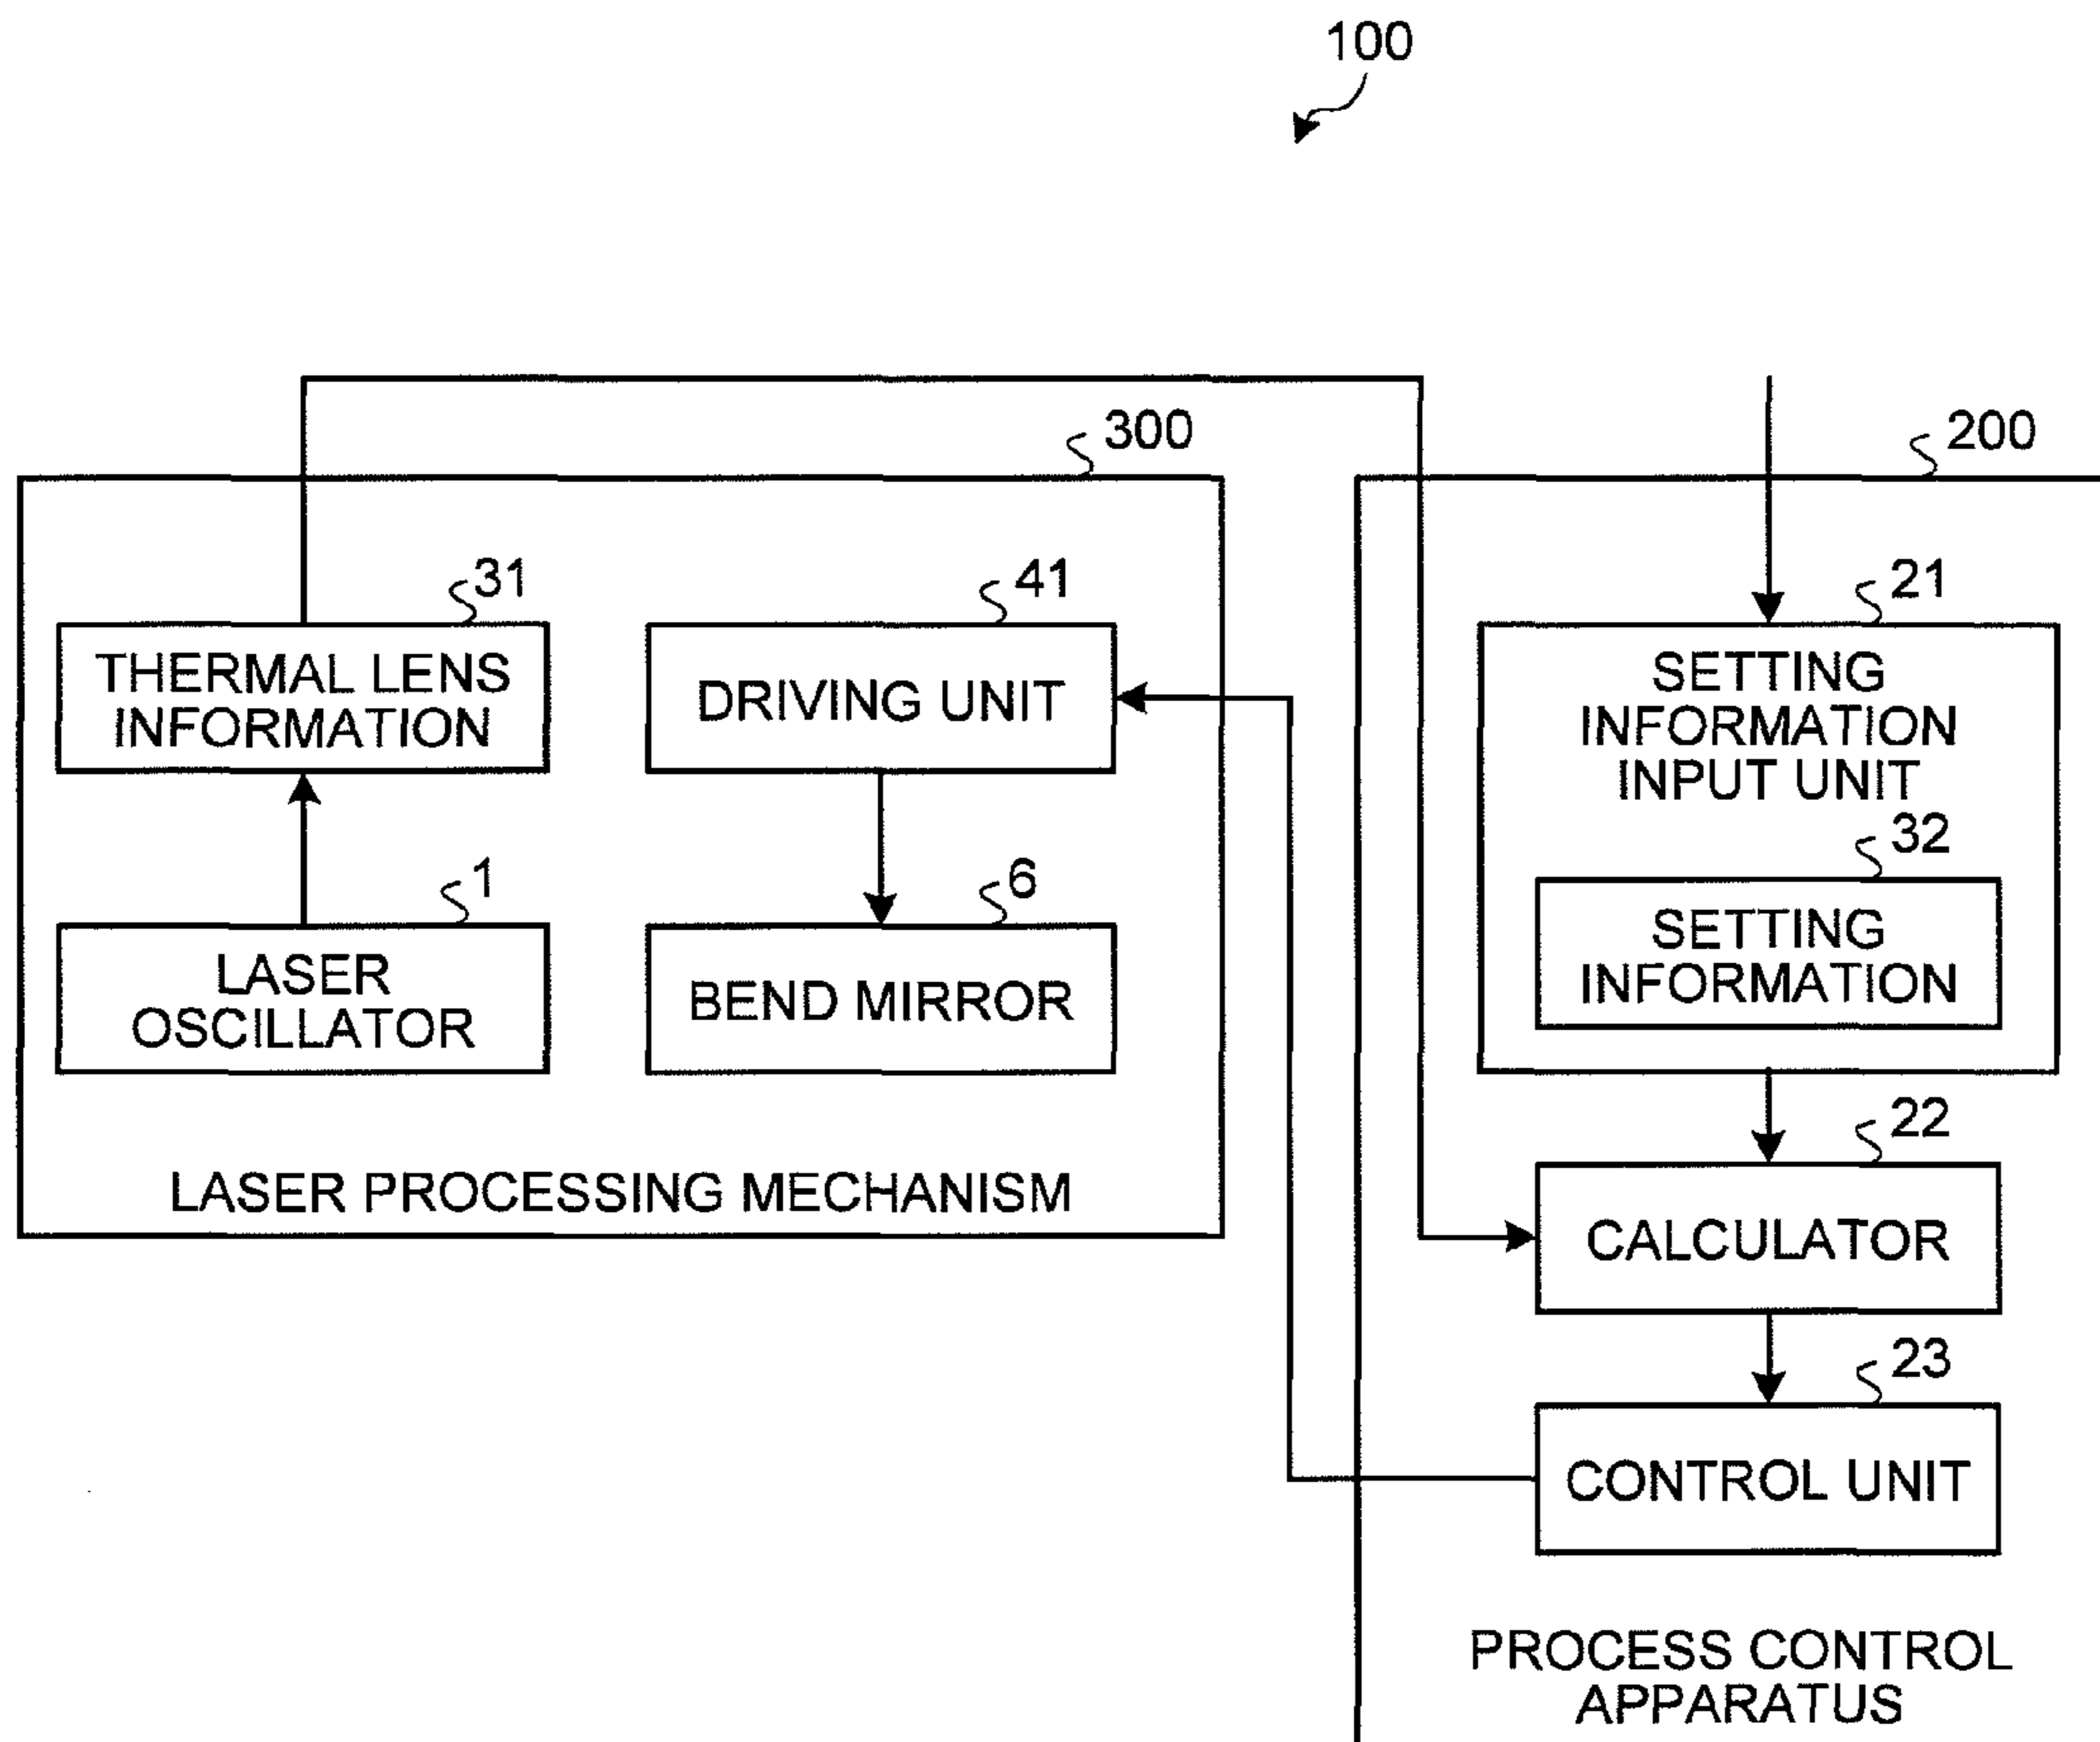 100
300
200
31
41
21
THERMAL LENS
INFORMATION
DRIVING UNIT
SETTING
INFORMATION
INPUT UNIT
32
SETTING
INFORMATION
1
6
LASER
OSCILLATOR
BEND MIRROR
22
LASER PROCESSING MECHANISM
CALCULATOR
23
CONTROL UNIT
PROCESS CONTROL
APPARATUS